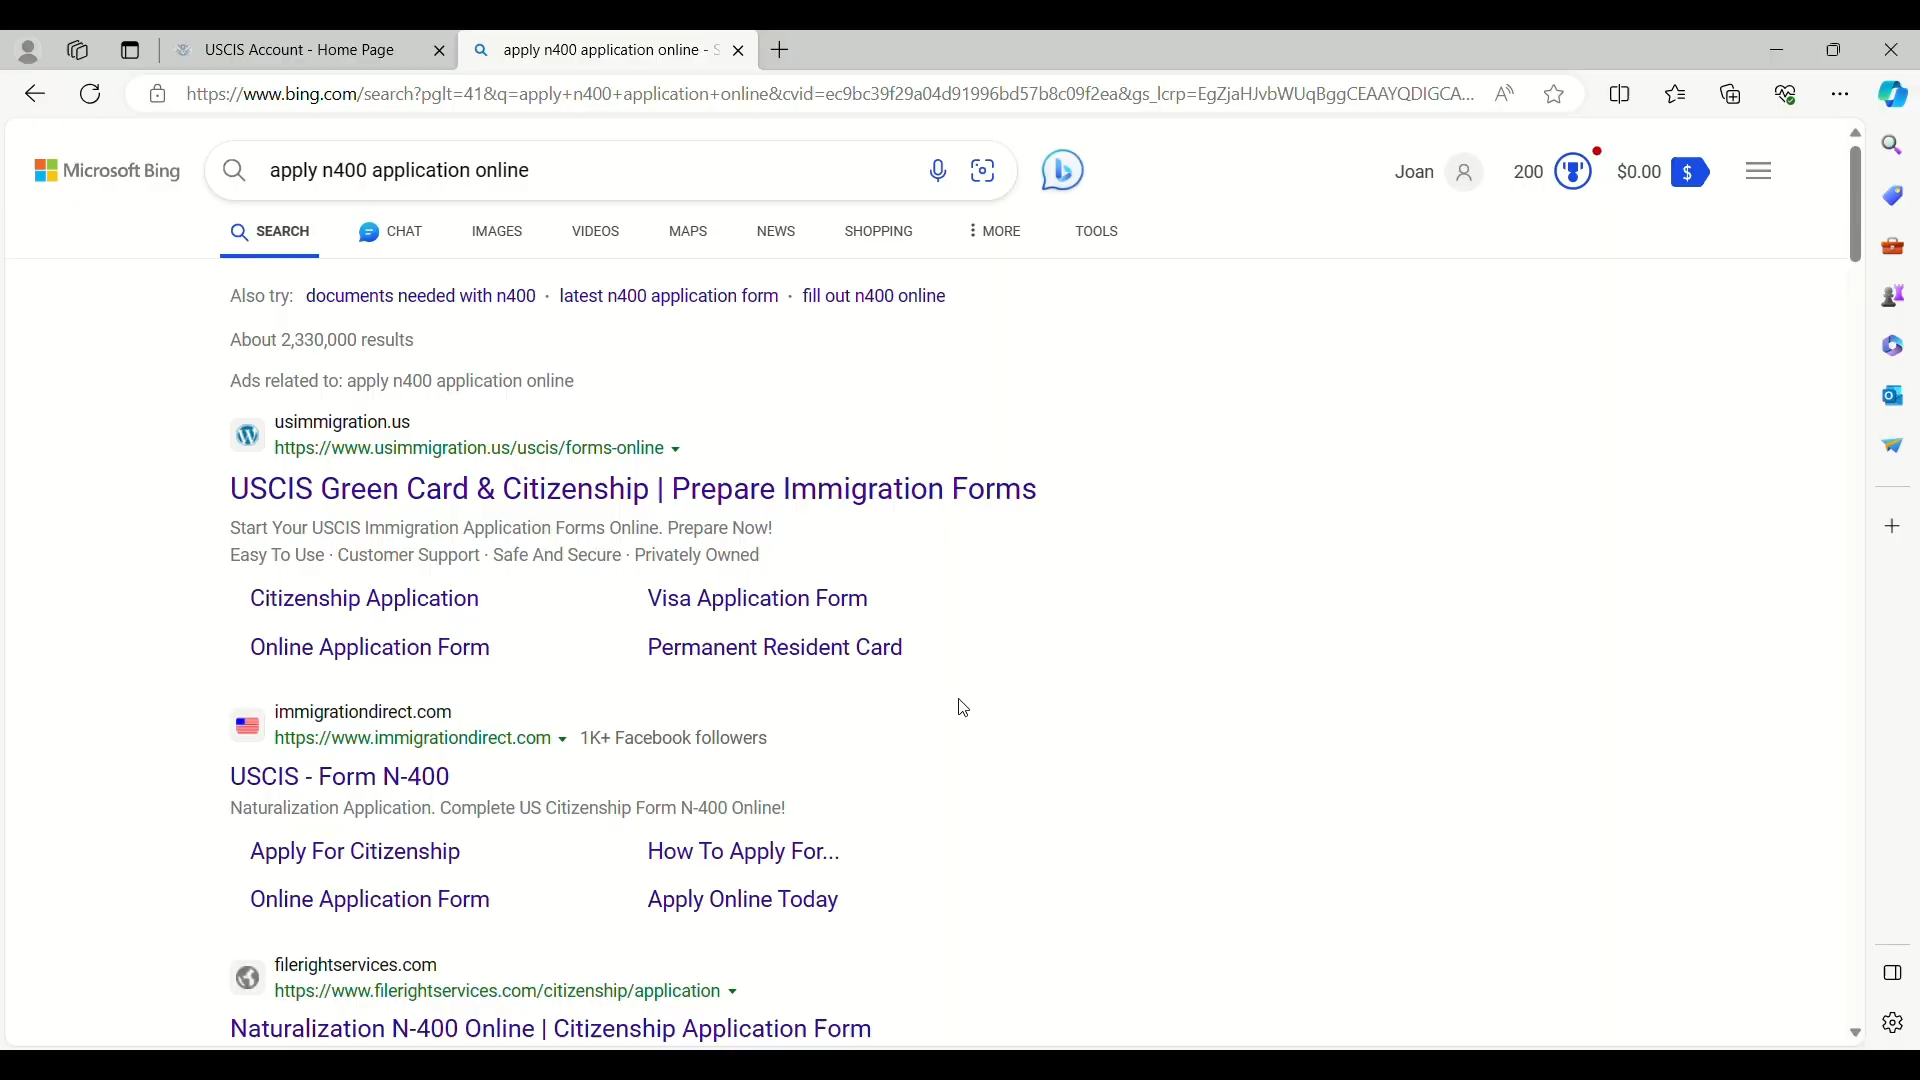 USCIS Account - Home Page
apply n400 application online - S
https://www.bing.com/search?pglt=41&q=apply+n400+application+online&cvid=ec9bc39f29a04d91996bd57b8c09f2ea&gs_lcrp=EgZjaHJvbWUqBggCEAAYQDIGCA...
Microsoft Bing
apply n400 application online
Joan
200
$0.00
SEARCH
CHAT
IMAGES
VIDEOS
MAPS
NEWS
SHOPPING
MORE
TOOLS
Also try: documents needed with n400 · latest n400 application form · fill out n400 online
About 2,330,000 results
Ads related to: apply n400 application online
usimmigration.us
https://www.usimmigration.us/uscis/forms-online
USCIS Green Card & Citizenship | Prepare Immigration Forms
Start Your USCIS Immigration Application Forms Online. Prepare Now!
Easy To Use · Customer Support · Safe And Secure · Privately Owned
Citizenship Application
Visa Application Form
Online Application Form
Permanent Resident Card
immigrationdirect.com
https://www.immigrationdirect.com 1K+ Facebook followers
USCIS - Form N-400
Naturalization Application. Complete US Citizenship Form N-400 Online!
Apply For Citizenship
How To Apply For...
Online Application Form
Apply Online Today
filerightservices.com
https://www.filerightservices.com/citizenship/application
Naturalization N-400 Online | Citizenship Application Form